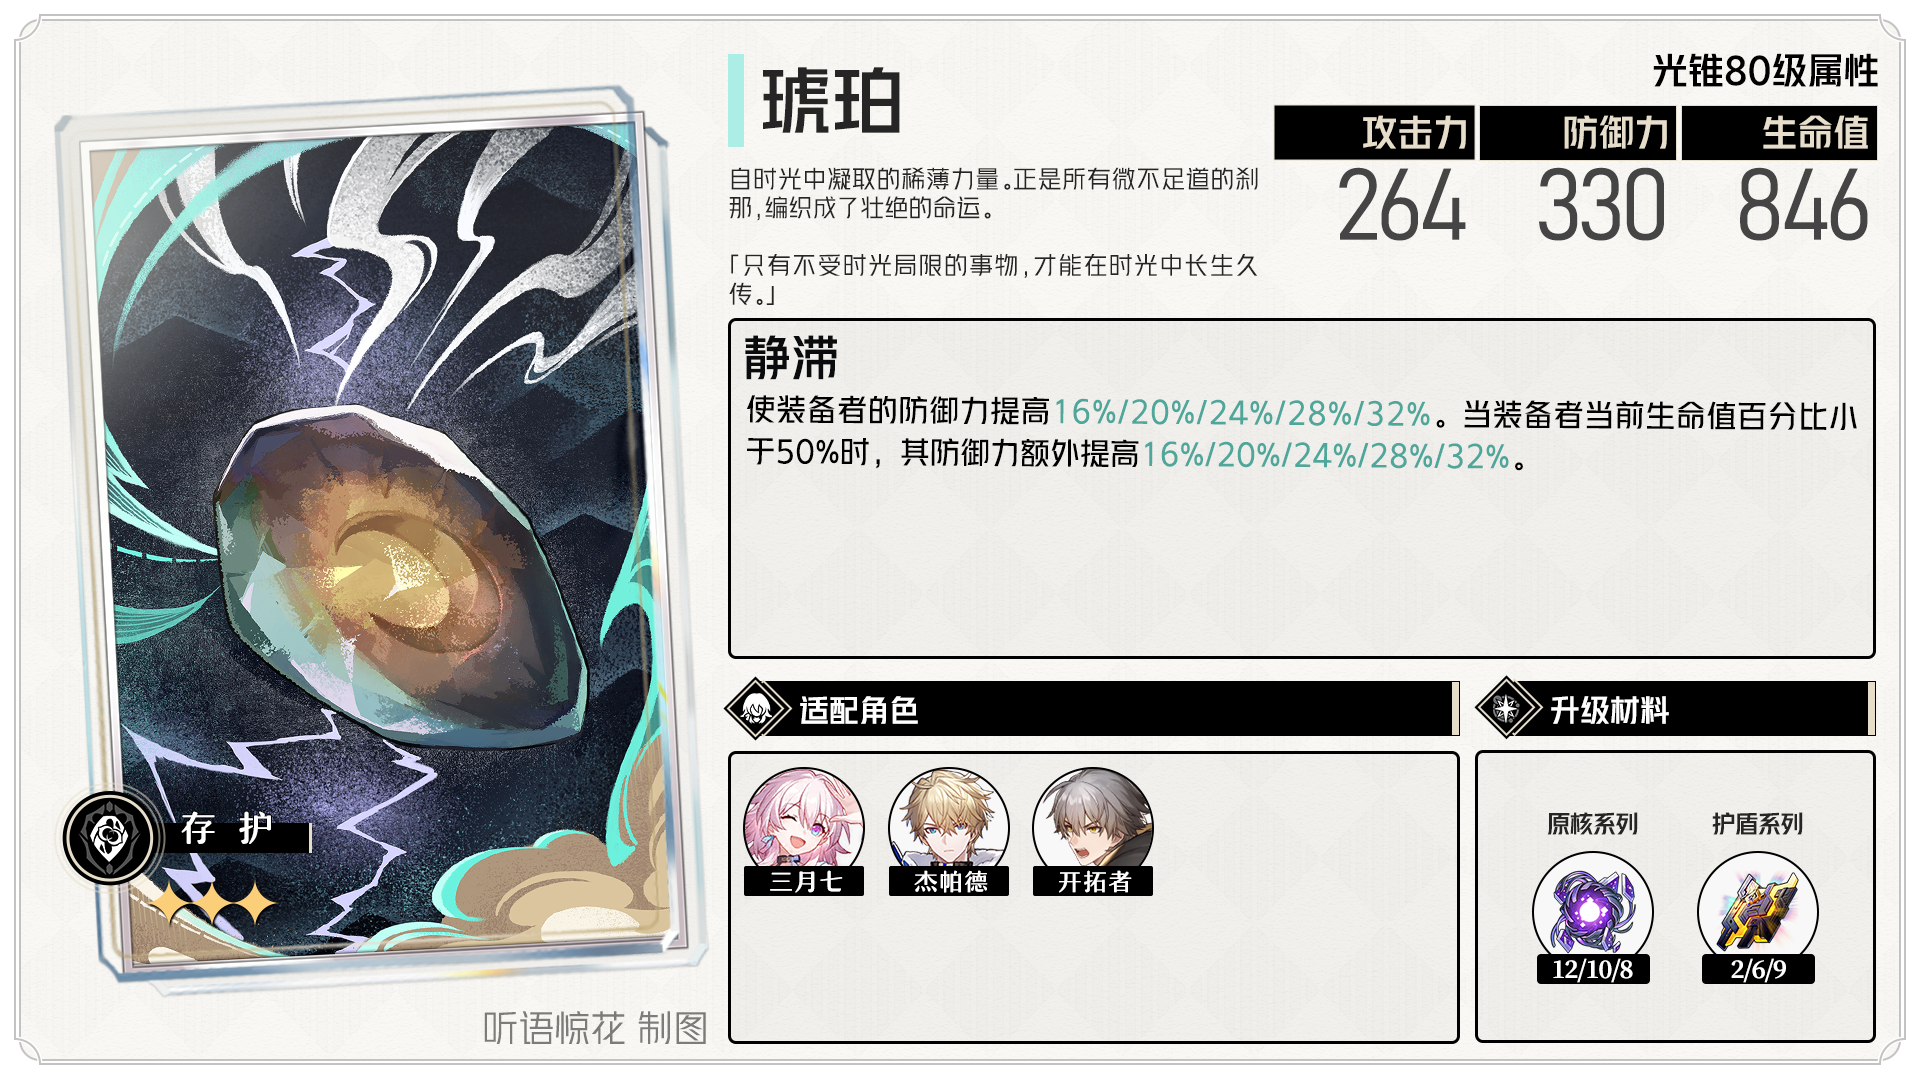 琥珀
自时光中凝取的稀薄力量。正是所有微不足道的刹
那,编织成了壮绝的命运。
「只有不受时光局限的事物,才能在时光中长生久
传。」
光锥80级属性
攻击力 防御力 生命值
264 330 846
静滞
使装备者的防御力提高16%/20%/24%/28%/32%。当装备者当前生命值百分比小
于50%时，其防御力额外提高16%/20%/24%/28%/32%。
存 护
适配角色
三月七 杰帕德 开拓者
升级材料
原核系列 护盾系列
12/10/8 2/6/9
听语惊花 制图